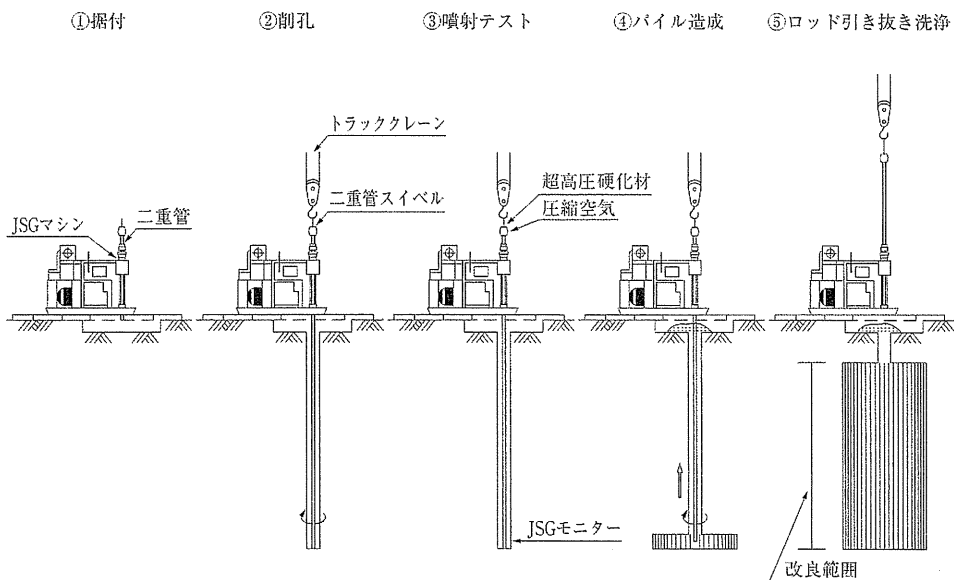 ①据付
②削孔
③噴射テスト
④パイル造成
⑤ロッド引き抜き洗浄
トラッククレーン
二重管スイベル
超高圧硬化材
圧縮空気
二重管
JSGマシン
JSGモニター
改良範囲